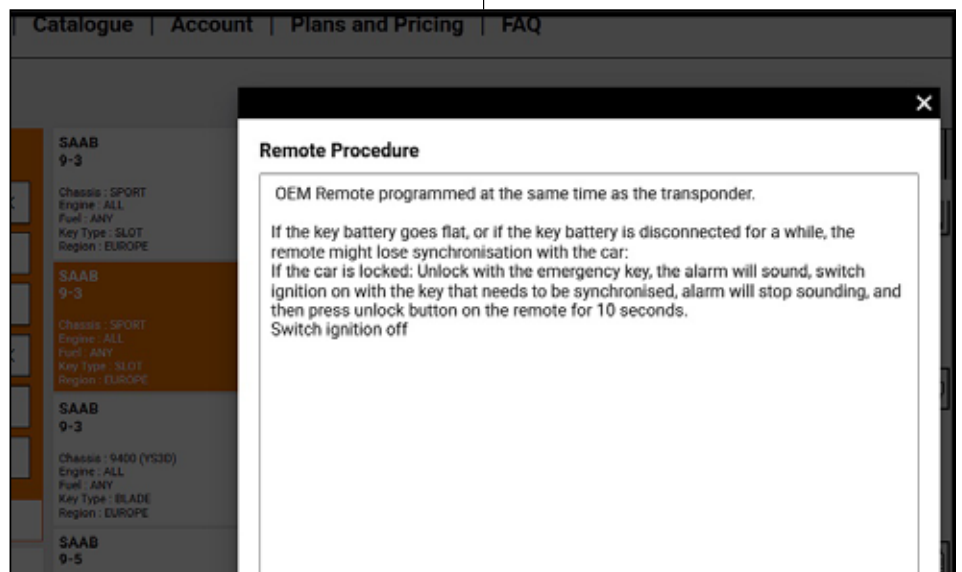 | Catalogue | Account | Plans and Pricing | FAQ
SAAB
9-3
Chassis : SPORT
Engine : ALL
Fuel : ANY
Key Type : SLOT
Region : EUROPE
SAAB
9-3
Chassis : SPORT
Engine : ALL
Fuel : ANY
Key Type : SLOT
Region : EUROPE
SAAB
9-3
Chassis : 9400 (YS3D)
Engine : ALL
Fuel : ANY
Key Type : BLADE
Region : EUROPE
SAAB
9-5
Remote Procedure
OEM Remote programmed at the same time as the transponder.
If the key battery goes flat, or if the key battery is disconnected for a while, the
remote might lose synchronisation with the car:
If the car is locked: Unlock with the emergency key, the alarm will sound, switch
ignition on with the key that needs to be synchronised, alarm will stop sounding, and
then press unlock button on the remote for 10 seconds.
Switch ignition off